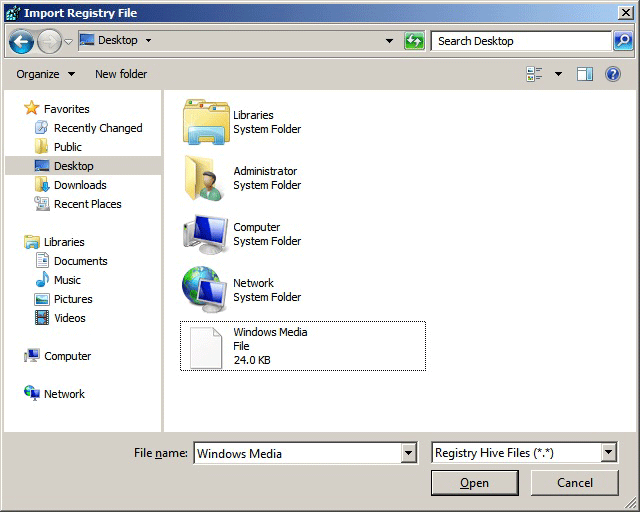 Import Registry File
Desktop
Search Desktop
Organize
New folder
Favorites
Recently Changed
Public
Desktop
Downloads
Recent Places
Libraries
Documents
Music
Pictures
Videos
Computer
Network
Libraries
System Folder
Administrator
System Folder
Computer
System Folder
Network
System Folder
Windows Media
File
24.0 KB
File name:
Windows Media
Registry Hive Files (*.*)
Open
Cancel